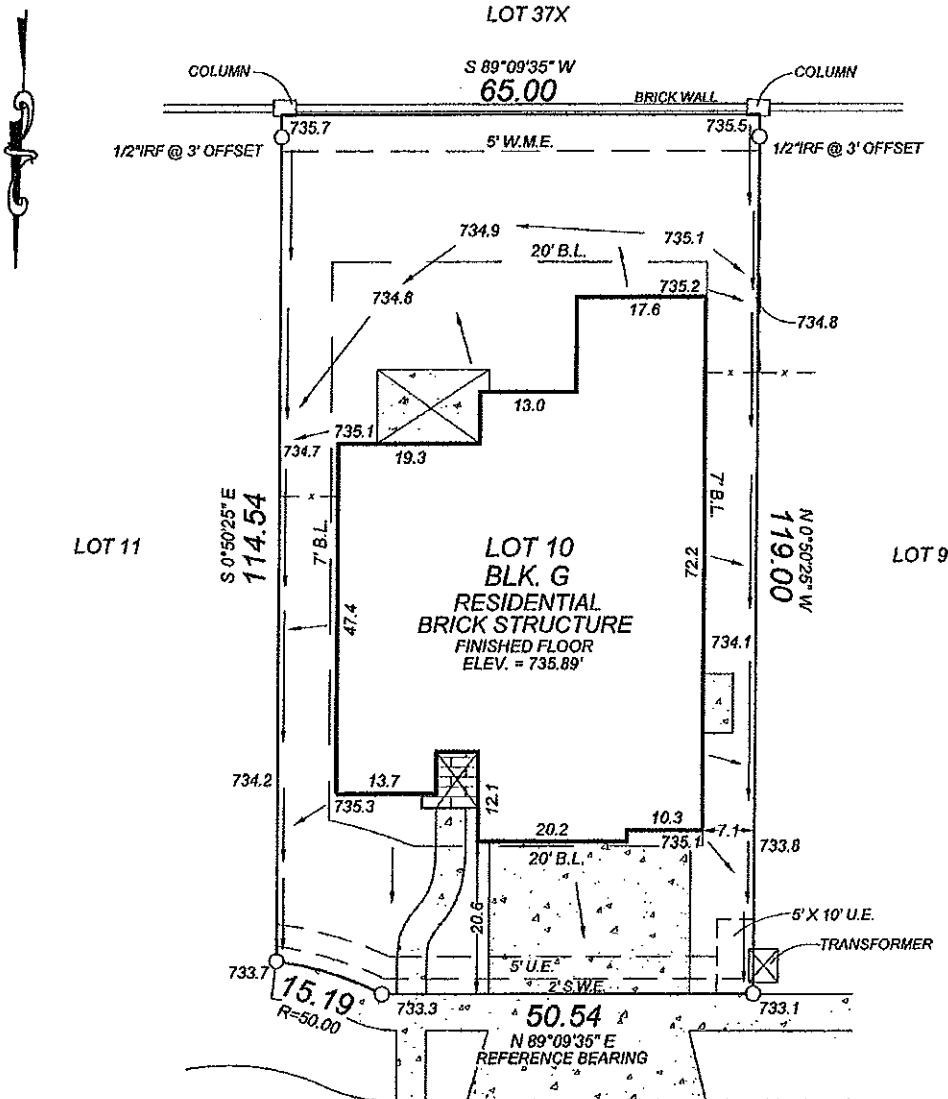 LOT 37X
COLUMN
S 89°09'35" W
65.00
BRICK WALL
COLUMN
735.7
735.5
1/2"IRF @ 3' OFFSET
5' W.M.E.
1/2"IRF @ 3' OFFSET
734.9
735.1
20' B.L.
734.8
735.2
17.6
734.8
x
x
13.0
735.1
19.3
734.7
x
S 0°50'25" E
114.54
7' B.L.
7' B.L.
N 0°50'25" W
119.00
LOT 11
LOT 9
LOT 10
BLK. G
RESIDENTIAL
BRICK STRUCTURE
FINISHED FLOOR
ELEV. = 735.89'
72.2
47.4
734.1
734.2
13.7
735.3
12.1
20.2
10.3
735.1
7.1
733.8
20' B.L.
20.6
5' X 10' U.E.
TRANSFORMER
5' U.E.
2' S.W.E.
733.7
15.19
R=50.00
733.3
50.54
733.1
N 89°09'35" E
REFERENCE BEARING